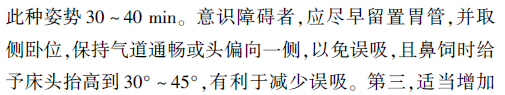 此种姿势 30 ~ 40 min。意识障碍者,应尽早留置胃管,并取
侧卧位,保持气道通畅或头偏向一侧,以免误吸,且鼻饲时给
予床头抬高到 30° ~ 45°,有利于减少误吸。第三,适当增加